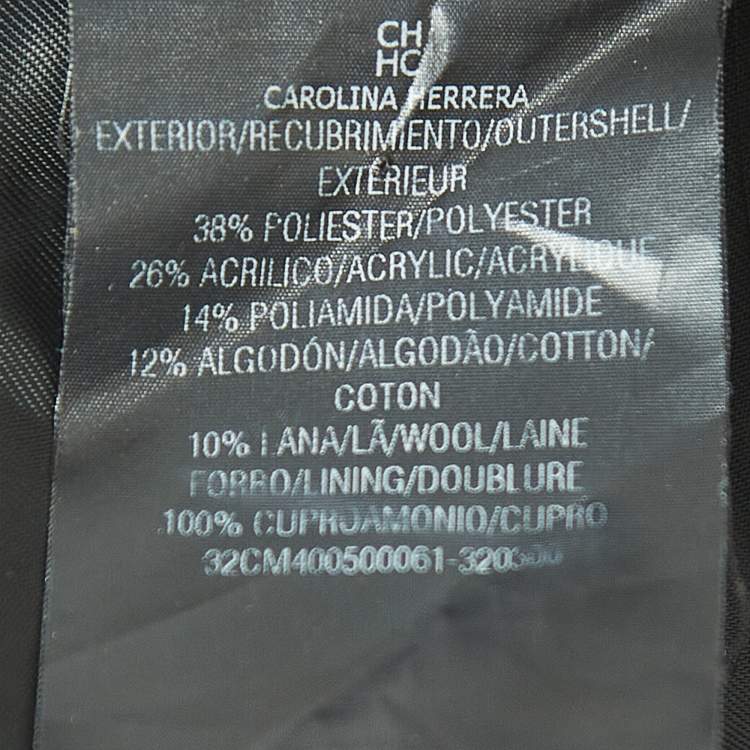 CH
HC
CAROLINA HERRERA
EXTERIOR/RECUBRIMIENTO/OUTERSHELL/
EXTÉRIEUR
38% POLIESTER/POLYESTER
26% ACRILICO/ACRYLIC/ACRYLIQUE
14% POLIAMIDA/POLYAMIDE
12% ALGODÓN/ALGODÃO/COTTON/
COTON
10% LANA/LÃ/WOOL/LAINE
FORRO/LINING/DOUBLURE
100% CUPROAMONIO/CUPRO